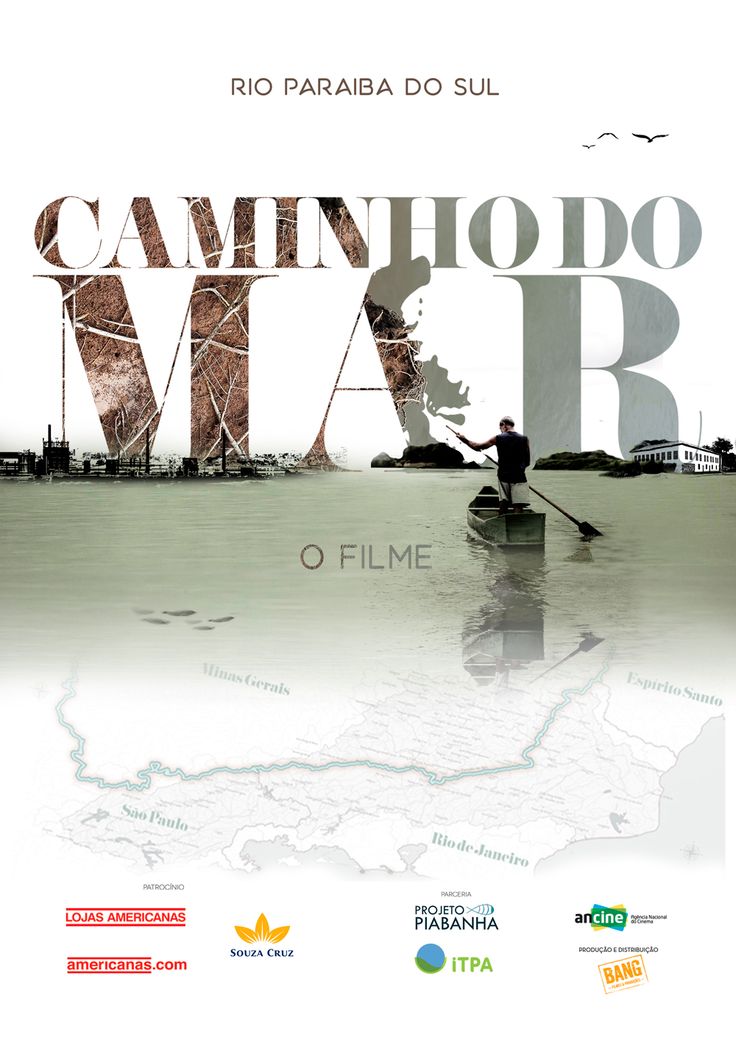 RIO PARAIBA DO SUL
CAMINHO DO
MAR
O FILME
Minas Gerais
Espírito Santo
São Paulo
Rio de Janeiro
PATROCÍNIO
LOJAS AMERICANAS
americanas.com
SOUZA CRUZ
PARCERIA
PROJETO
PIABANHA
iTPA
ancine
Agência Nacional
do Cinema
PRODUÇÃO E DISTRIBUIÇÃO
BANG